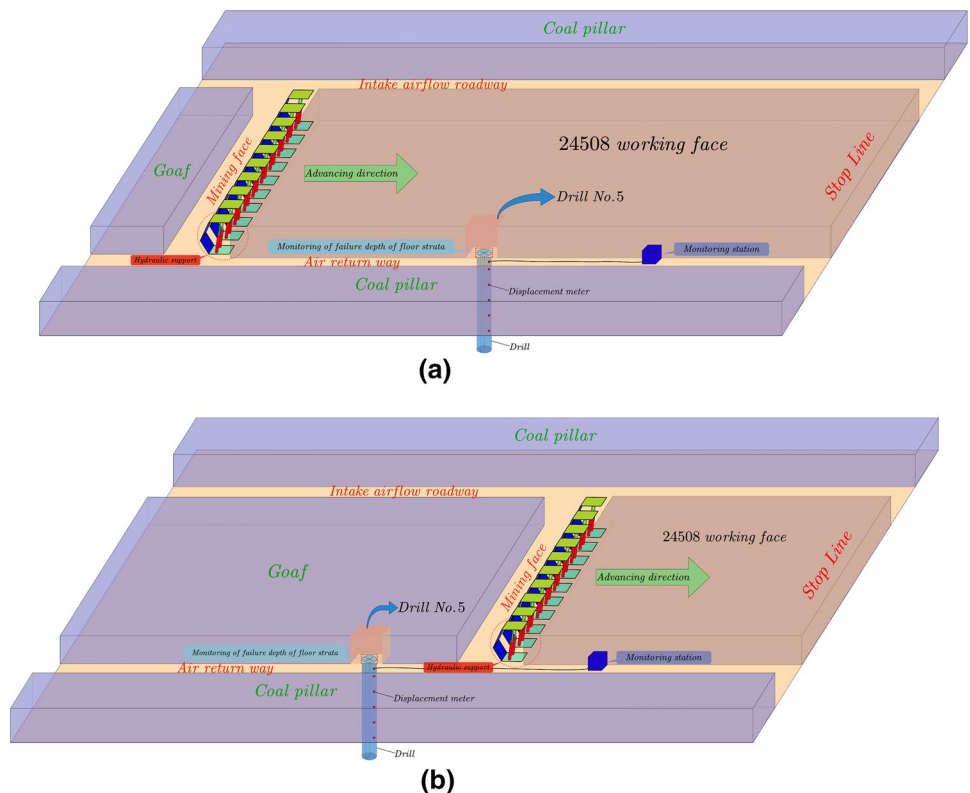 Coal pillar
Intake airflow roadway
24508 working face
Goaf
Mining face
Advancing direction
Stop Line
Drill No.5
Monitoring of failure depth of floor strata
Monitoring station
Hydraulic support
Air return way
Coal pillar
Displacement meter
Drill
(a)
Coal pillar
Intake airflow roadway
24508 working face
Goaf
Mining face
Advancing direction
Stop Line
Drill No.5
Monitoring of failure depth of floor strata
Monitoring station
Air return way
Hydraulic support
Coal pillar
Displacement meter
Drill
(b)